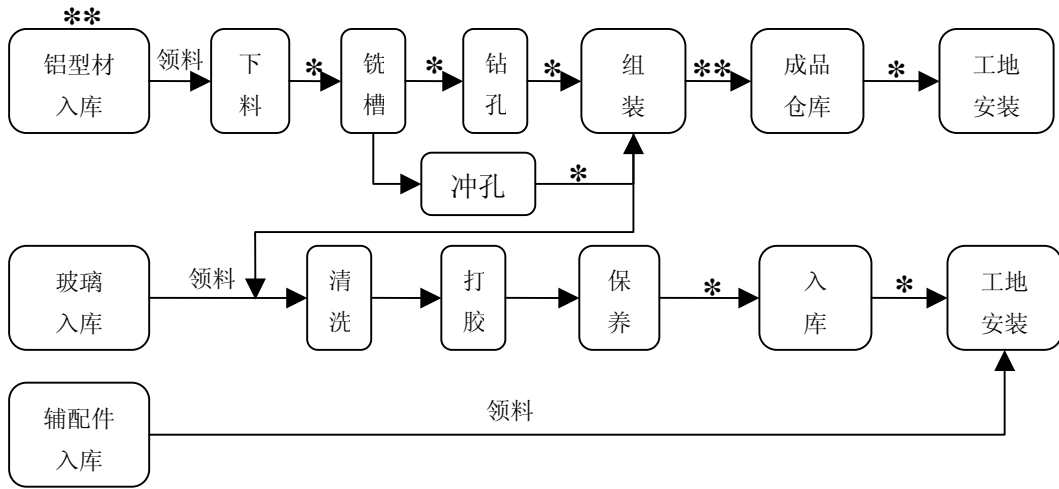 **
铝型材
入库
领料
下
料
*
铣
槽
*
钻
孔
*
组
装
**
成品
仓库
*
工地
安装
冲孔
*
玻璃
入库
领料
清
洗
打
胶
保
养
*
入
库
*
工地
安装
辅配件
入库
领料